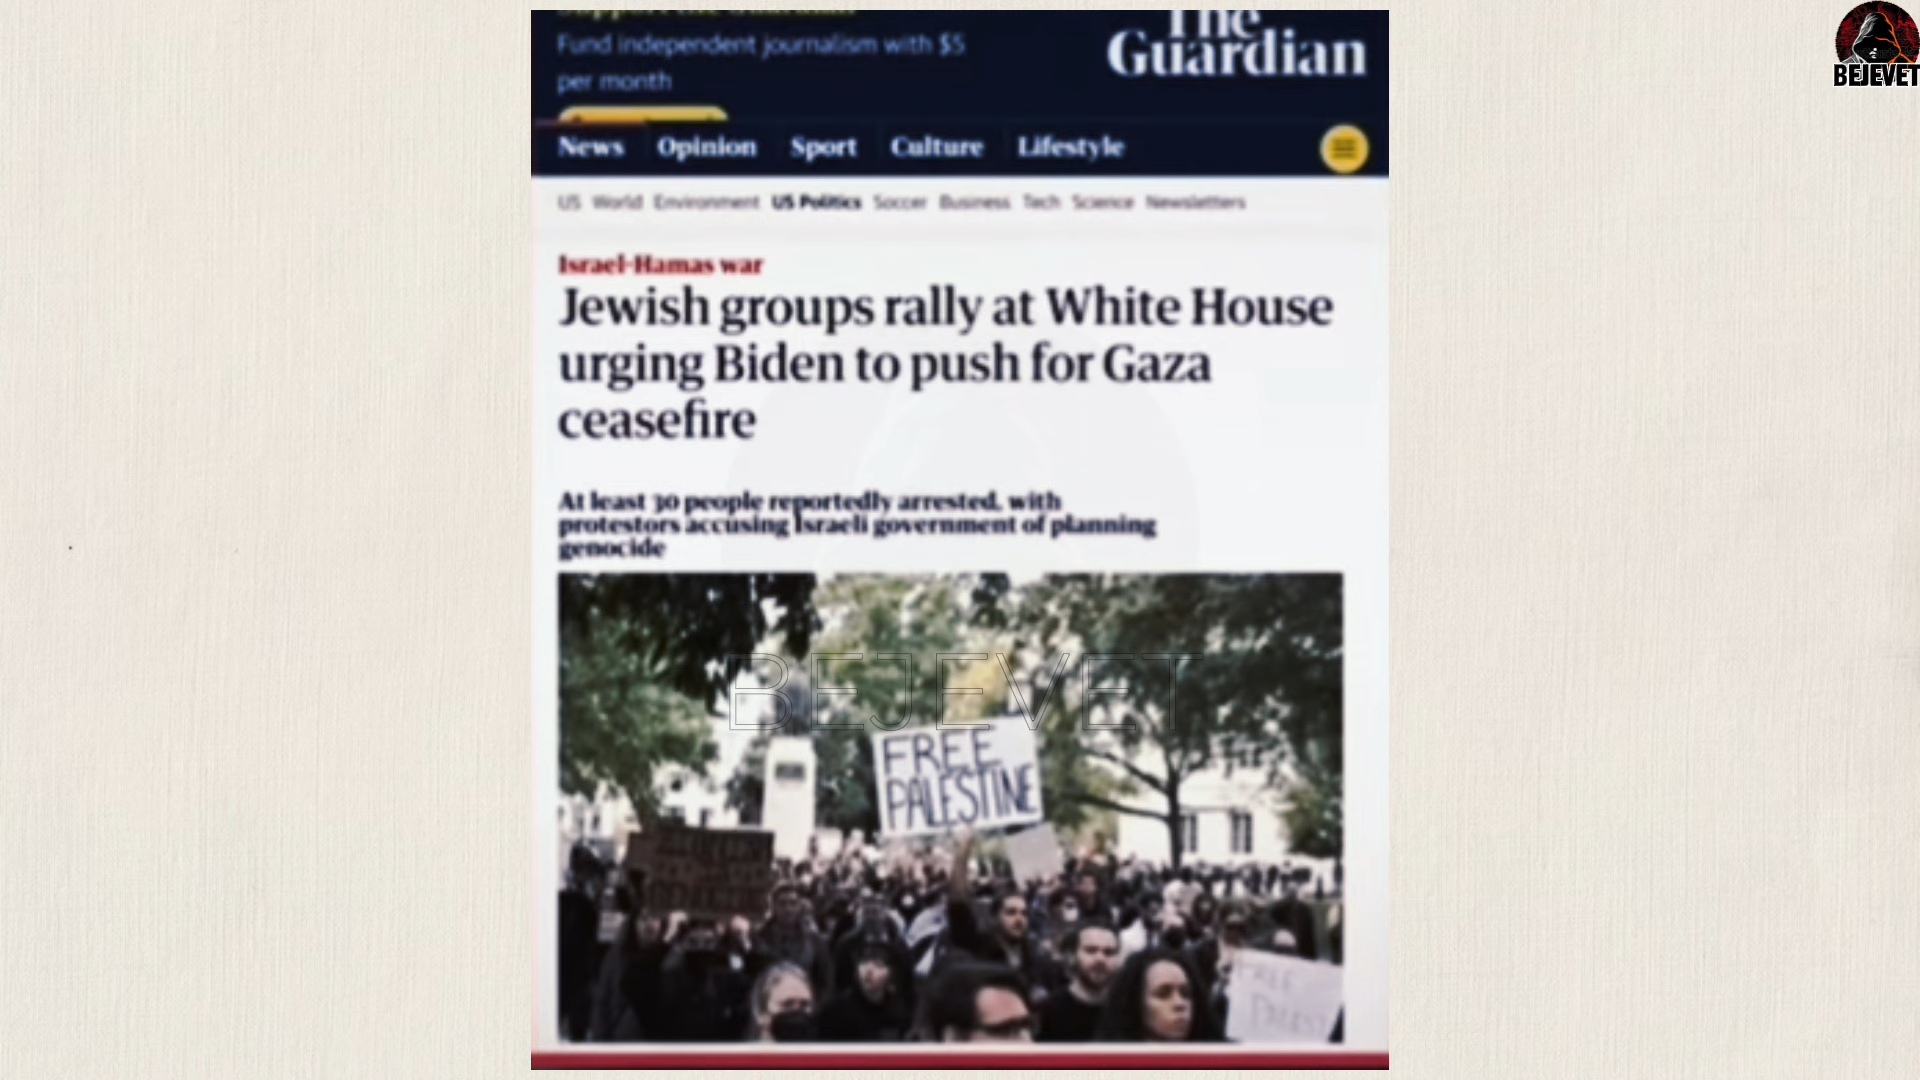 Fund independent journalism with $5
per month
The
Guardian
BEJEVET
News Opinion Sport Culture Lifestyle
US World Environment US Politics Soccer Business Tech Science Newsletters
Israel-Hamas war
Jewish groups rally at White House
urging Biden to push for Gaza
ceasefire
At least 30 people reportedly arrested, with
protestors accusing Israeli government of planning
genocide
BEJEVET
FREE
PALESTINE
FREE